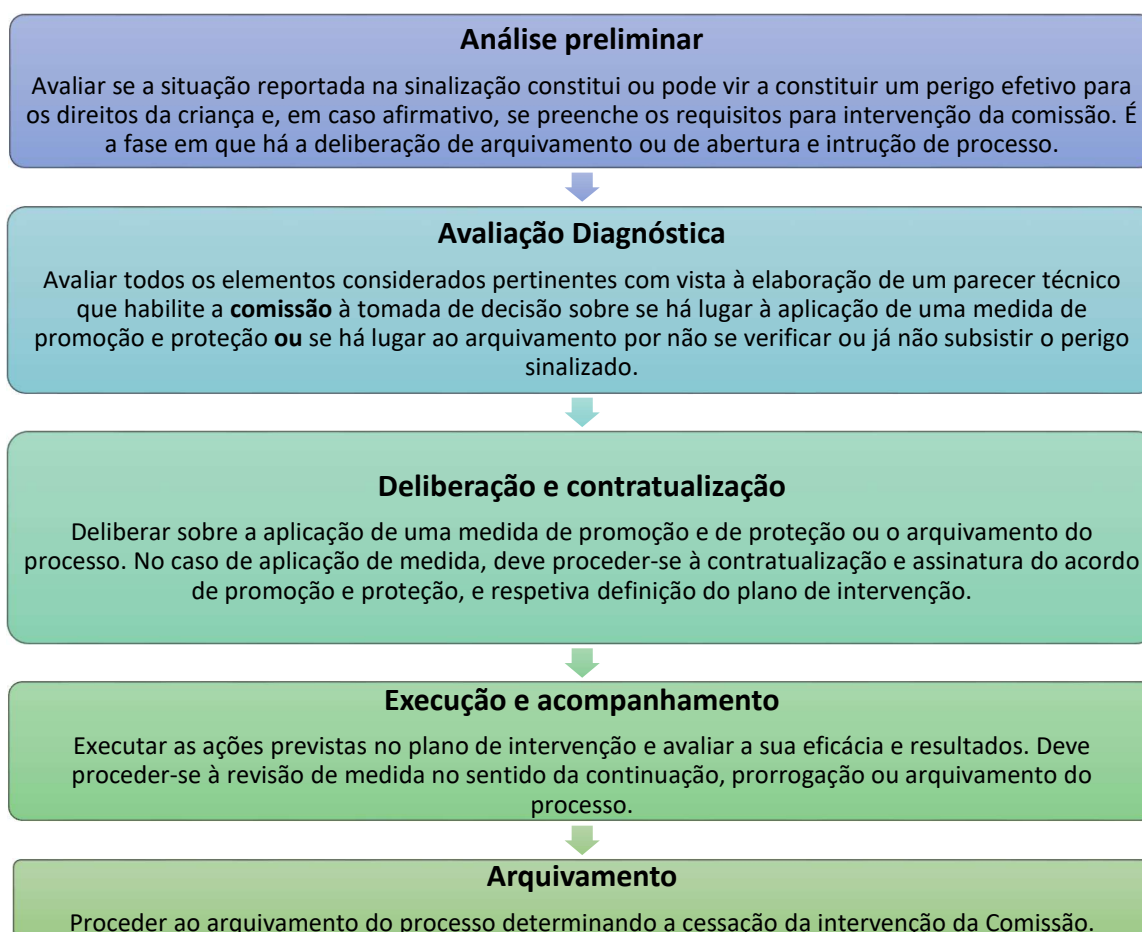 Análise preliminar
Avaliar se a situação reportada na sinalização constitui ou pode vir a constituir um perigo efetivo para
os direitos da criança e, em caso afirmativo, se preenche os requisitos para intervenção da comissão. É
a fase em que há a deliberação de arquivamento ou de abertura e intrução de processo.
Avaliação Diagnóstica
Avaliar todos os elementos considerados pertinentes com vista à elaboração de um parecer técnico
que habilite a comissão à tomada de decisão sobre se há lugar à aplicação de uma medida de
promoção e proteção ou se há lugar ao arquivamento por não se verificar ou já não subsistir o perigo
sinalizado.
Deliberação e contratualização
Deliberar sobre a aplicação de uma medida de promoção e de proteção ou o arquivamento do
processo. No caso de aplicação de medida, deve proceder-se à contratualização e assinatura do acordo
de promoção e proteção, e respetiva definição do plano de intervenção.
Execução e acompanhamento
Executar as ações previstas no plano de intervenção e avaliar a sua eficácia e resultados. Deve
proceder-se à revisão de medida no sentido da continuação, prorrogação ou arquivamento do
processo.
Arquivamento
Proceder ao arquivamento do processo determinando a cessação da intervenção da Comissão.